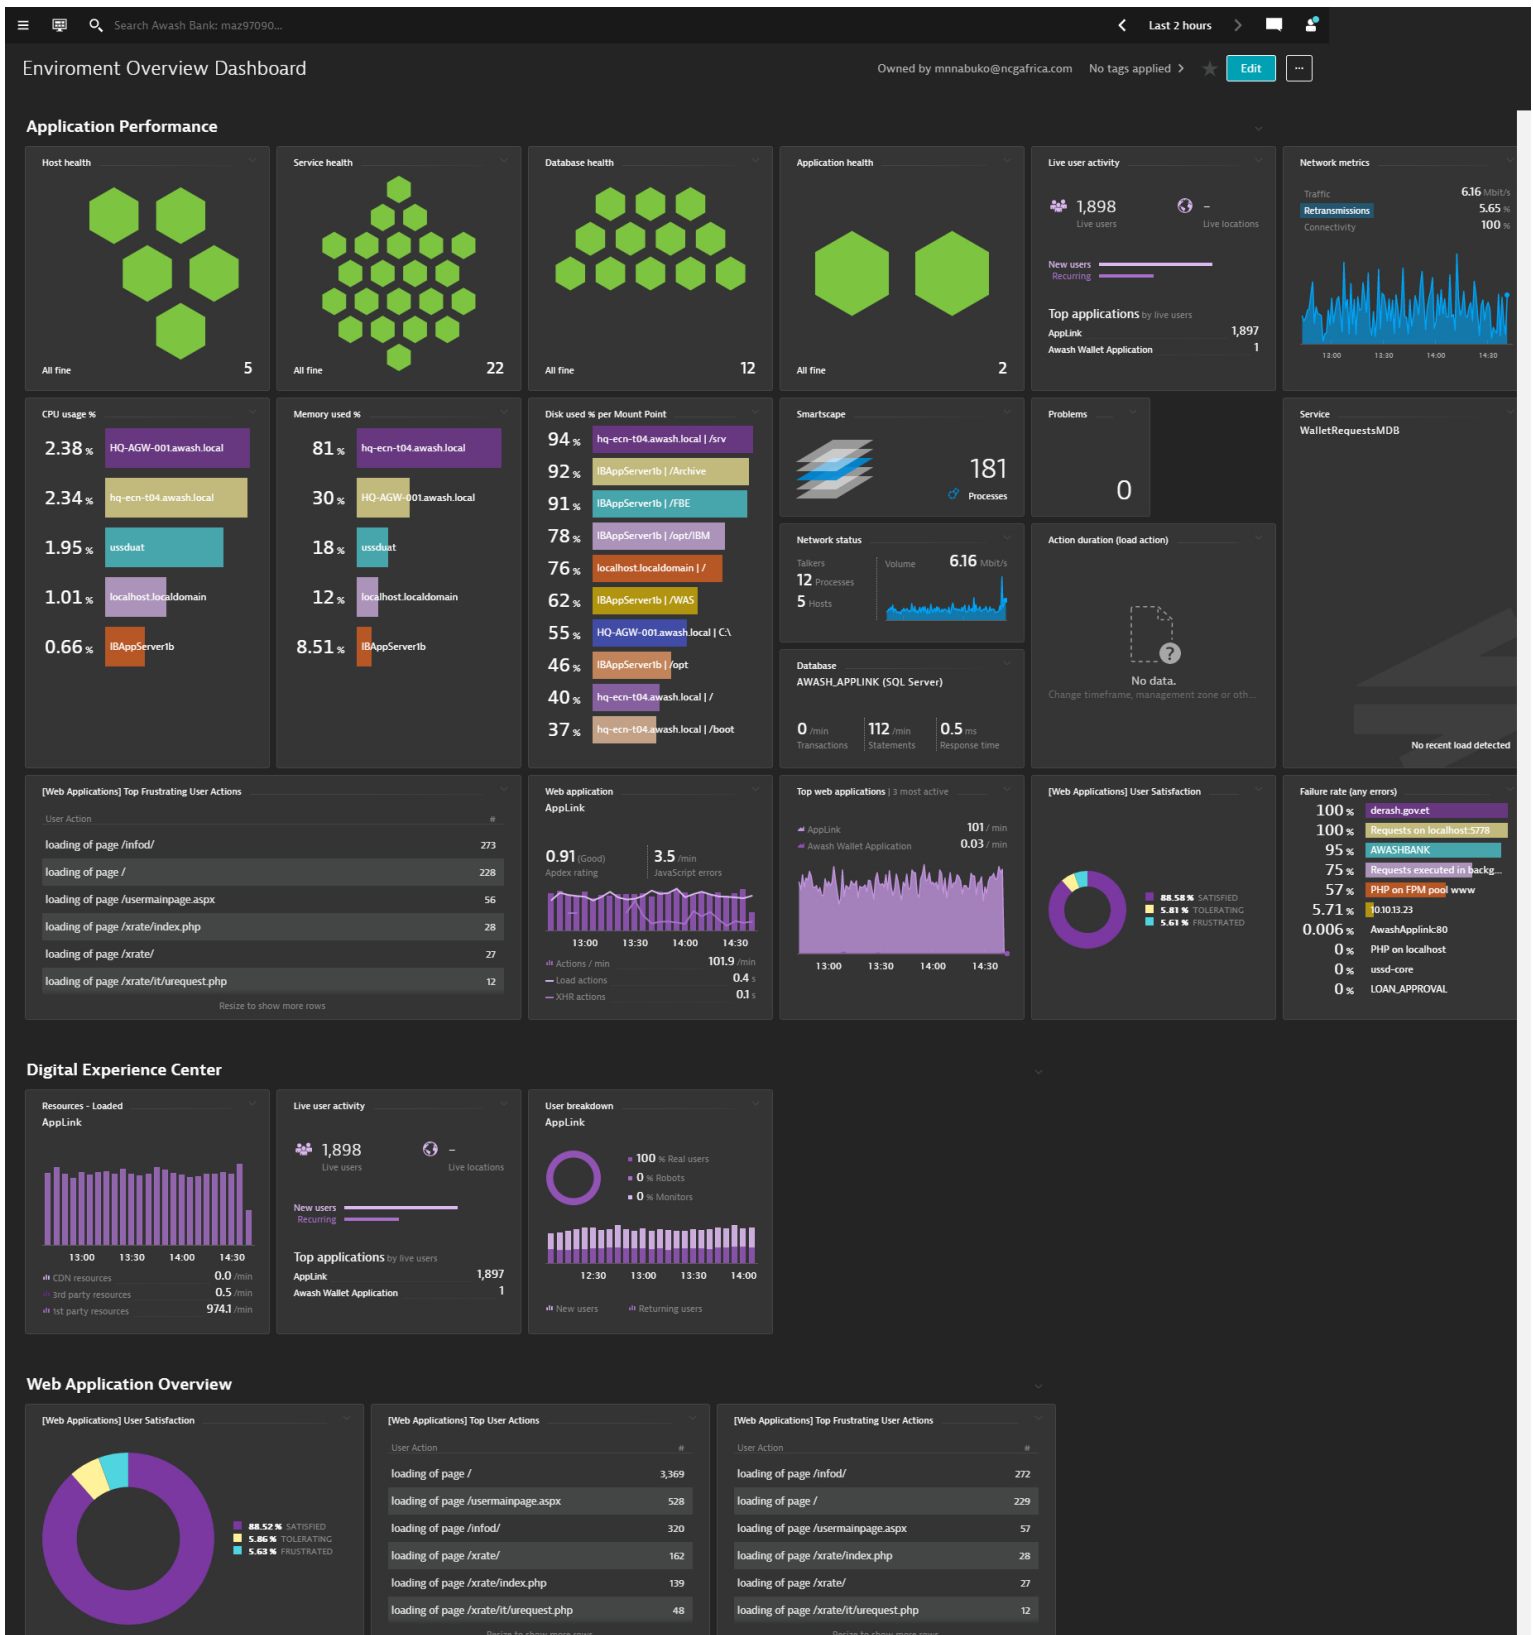 Search Awash Bank: maz97090...
Last 2 hours
Enviroment Overview Dashboard
Owned by mnnabuko@ncgafrica.com
No tags applied
Edit
...
Application Performance
Host health
All fine
5
Service health
All fine
22
Database health
All fine
12
Application health
All fine
2
Live user activity
1,898
Live users
-
Live locations
New users
Recurring
Top applications by live users
AppLink 1,897
Awash Wallet Application 1
Network metrics
Traffic 6.16 Mbit/s
Retransmissions 5.65 %
Connectivity 100 %
13:00 13:30 14:00 14:30
CPU usage %
2.38 % HQ-AGW-001.awash.local
2.34 % hq-ecn-t04.awash.local
1.95 % ussduat
1.01 % localhost.localdomain
0.66 % IBAppServer1b
Memory used %
81 % hq-ecn-t04.awash.local
30 % HQ-AGW-001.awash.local
18 % ussduat
12 % localhost.localdomain
8.51 % IBAppServer1b
Disk used % per Mount Point
94 % hq-ecn-t04.awash.local | /srv
92 % IBAppServer1b | /Archive
91 % IBAppServer1b | /FBE
78 % IBAppServer1b | /opt/IBM
76 % localhost.localdomain | /
62 % IBAppServer1b | /WAS
55 % HQ-AGW-001.awash.local | C:\
46 % IBAppServer1b | /opt
40 % hq-ecn-t04.awash.local | /
37 % hq-ecn-t04.awash.local | /boot
Smartscape
181
Processes
Problems
0
Service
WalletRequestsMDB
No recent load detected
Network status
Talkers
12 Processes
5 Hosts
Volume 6.16 Mbit/s
Action duration (load action)
No data.
Change timeframe, management zone or oth...
Database
AWASH_APPLINK (SQL Server)
0 /min
Transactions
112 /min
Statements
0.5 ms
Response time
[Web Applications] Top Frustrating User Actions
User Action #
loading of page /infod/ 273
loading of page / 228
loading of page /usermainpage.aspx 56
loading of page /xrate/index.php 28
loading of page /xrate/ 27
loading of page /xrate/it/urequest.php 12
Resize to show more rows
Web application
AppLink
0.91 (Good)
Apdex rating
3.5 /min
JavaScript errors
13:00 13:30 14:00 14:30
Actions / min 101.9 /min
Load actions 0.4 s
XHR actions 0.1 s
Top web applications | 3 most active
AppLink 101 / min
Awash Wallet Application 0.03 / min
13:00 13:30 14:00 14:30
[Web Applications] User Satisfaction
88.58 % SATISFIED
5.81 % TOLERATING
5.61 % FRUSTRATED
Failure rate (any errors)
100 % derash.gov.et
100 % Requests on localhost:5778
95 % AWASHBANK
75 % Requests executed in backg...
57 % PHP on FPM pool www
5.71 % 10.10.13.23
0.006 % AwashApplink:80
0 % PHP on localhost
0 % ussd-core
0 % LOAN_APPROVAL
Digital Experience Center
Resources - Loaded
AppLink
13:00 13:30 14:00 14:30
CDN resources 0.0 /min
3rd party resources 0.5 /min
1st party resources 974.1 /min
Live user activity
1,898
Live users
-
Live locations
New users
Recurring
Top applications by live users
AppLink 1,897
Awash Wallet Application 1
User breakdown
AppLink
100 % Real users
0 % Robots
0 % Monitors
12:30 13:00 13:30 14:00
New users Returning users
Web Application Overview
[Web Applications] User Satisfaction
88.52 % SATISFIED
5.86 % TOLERATING
5.63 % FRUSTRATED
[Web Applications] Top User Actions
User Action #
loading of page / 3,369
loading of page /usermainpage.aspx 528
loading of page /infod/ 320
loading of page /xrate/ 162
loading of page /xrate/index.php 139
loading of page /xrate/it/urequest.php 48
Resize to show more rows
[Web Applications] Top Frustrating User Actions
User Action #
loading of page /infod/ 272
loading of page / 229
loading of page /usermainpage.aspx 57
loading of page /xrate/index.php 28
loading of page /xrate/ 27
loading of page /xrate/it/urequest.php 12
Resize to show more rows